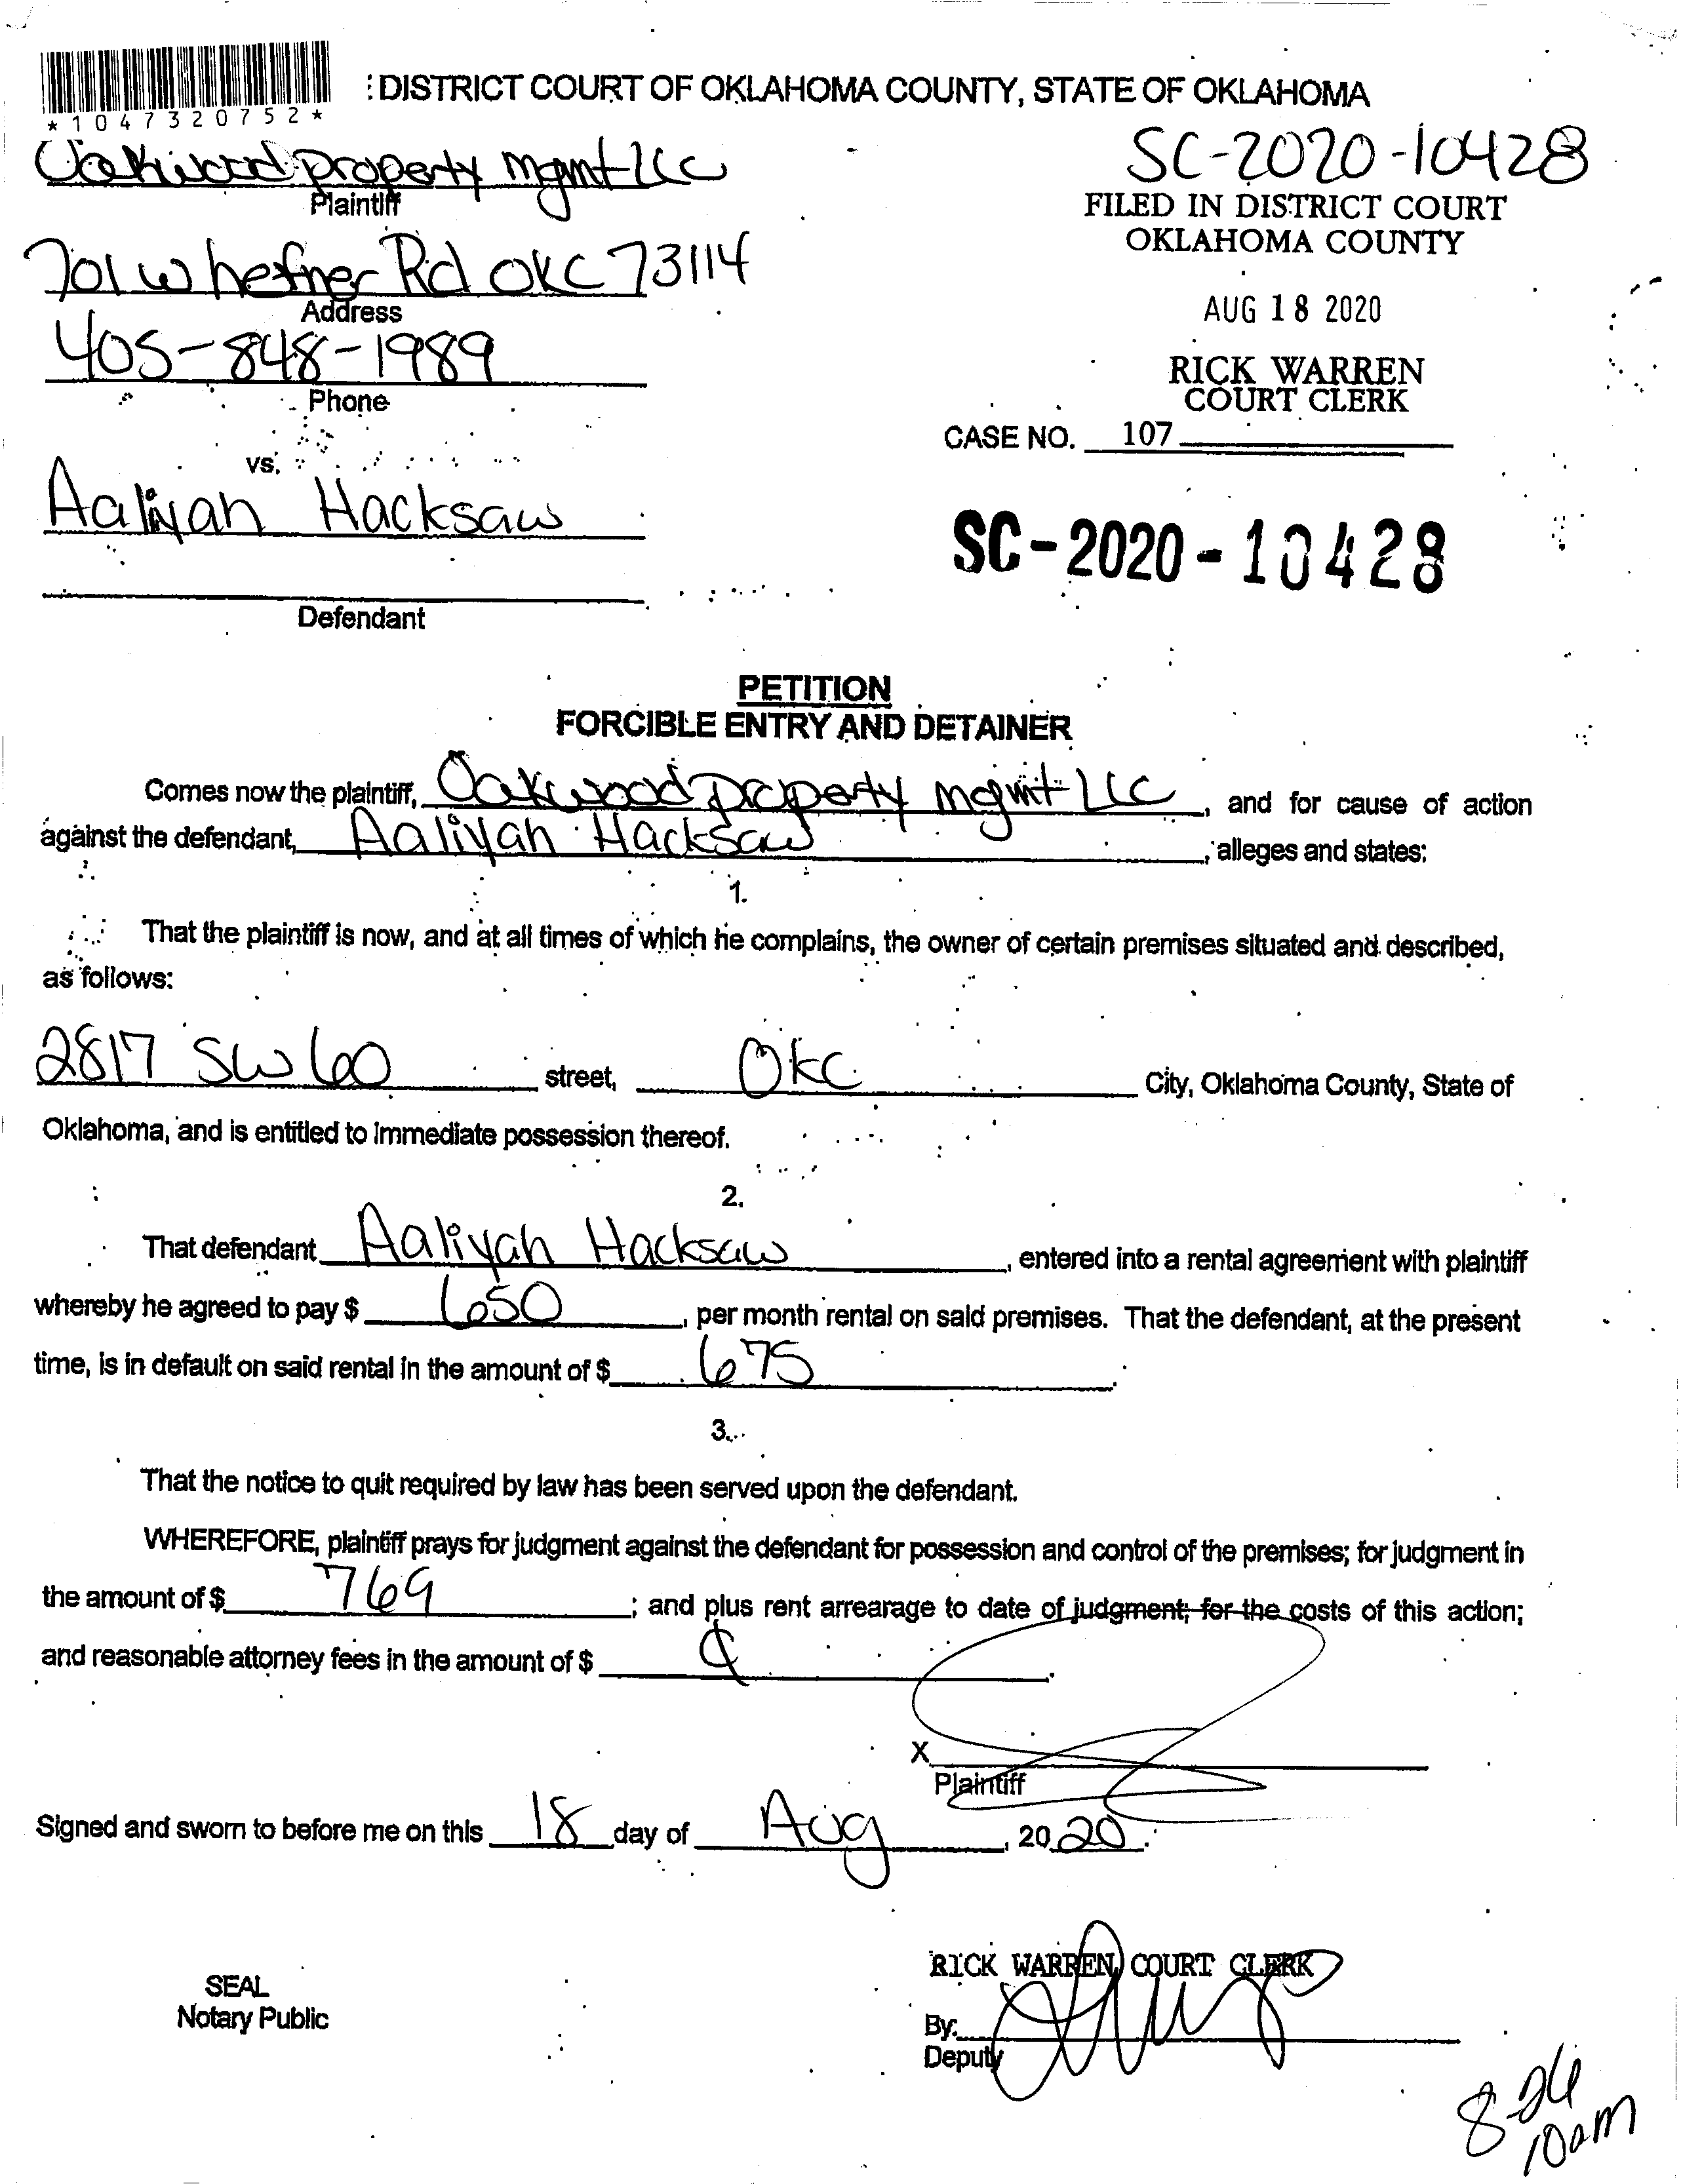 : DISTRICT COURT OF OKLAHOMA COUNTY, STATE OF OKLAHOMA
*1047320752*
Oakwood property mgmt llc
Plaintiff
SC-2020-10428
FILED IN DISTRICT COURT
OKLAHOMA COUNTY
701 w hefner Rd OKC 73114
Address
AUG 18 2020
405-848-1989
Phone
RICK WARREN
COURT CLERK
CASE NO. 107
vs.
Aaliyah Hacksaw
SC-2020-10428
Defendant
PETITION
FORCIBLE ENTRY AND DETAINER
Comes now the plaintiff, Oakwood property mgmt LLC, and for cause of action
against the defendant, Aaliyah Hacksaw, alleges and states:
1.
That the plaintiff is now, and at all times of which he complains, the owner of certain premises situated and described,
as follows:
2817 SW 60 street, OKC City, Oklahoma County, State of
Oklahoma, and is entitled to immediate possession thereof.
2.
That defendant Aaliyah Hacksaw, entered into a rental agreement with plaintiff
whereby he agreed to pay $ 650, per month rental on said premises. That the defendant, at the present
time, is in default on said rental in the amount of $ 675.
3.
That the notice to quit required by law has been served upon the defendant.
WHEREFORE, plaintiff prays for judgment against the defendant for possession and control of the premises; for judgment in
the amount of $ 769; and plus rent arrearage to date of judgment; for the costs of this action;
and reasonable attorney fees in the amount of $
X
Plaintiff
Signed and sworn to before me on this 18 day of Aug, 2020.
RICK WARREN COURT CLERK
SEAL
Notary Public
By:
Deputy
8-26
10am